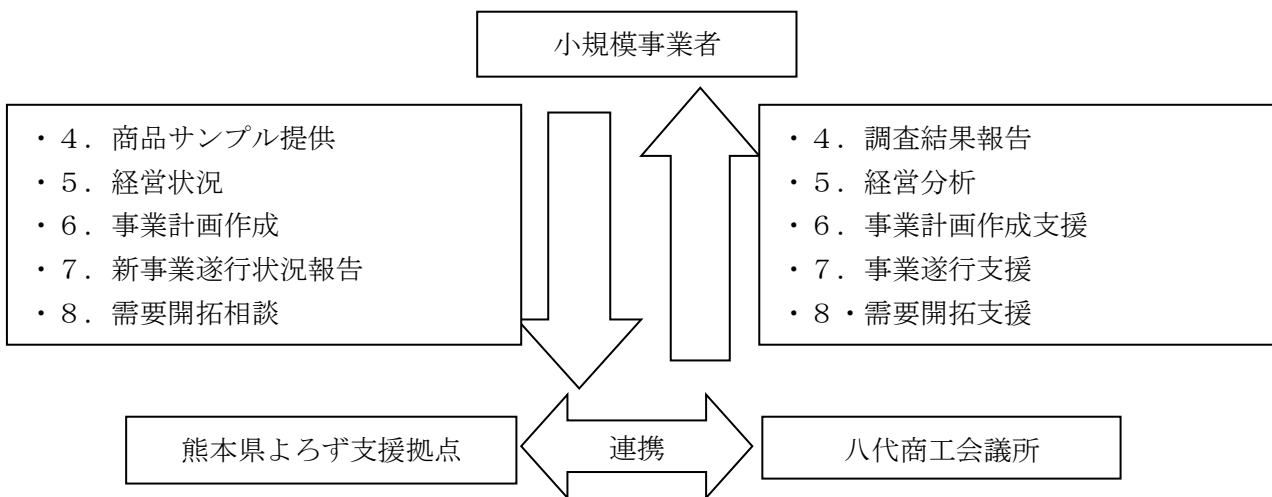 小規模事業者
・４．商品サンプル提供
・５．経営状況
・６．事業計画作成
・７．新事業遂行状況報告
・８．需要開拓相談
・４．調査結果報告
・５．経営分析
・６．事業計画作成支援
・７．事業遂行支援
・８・需要開拓支援
熊本県よろず支援拠点
連携
八代商工会議所